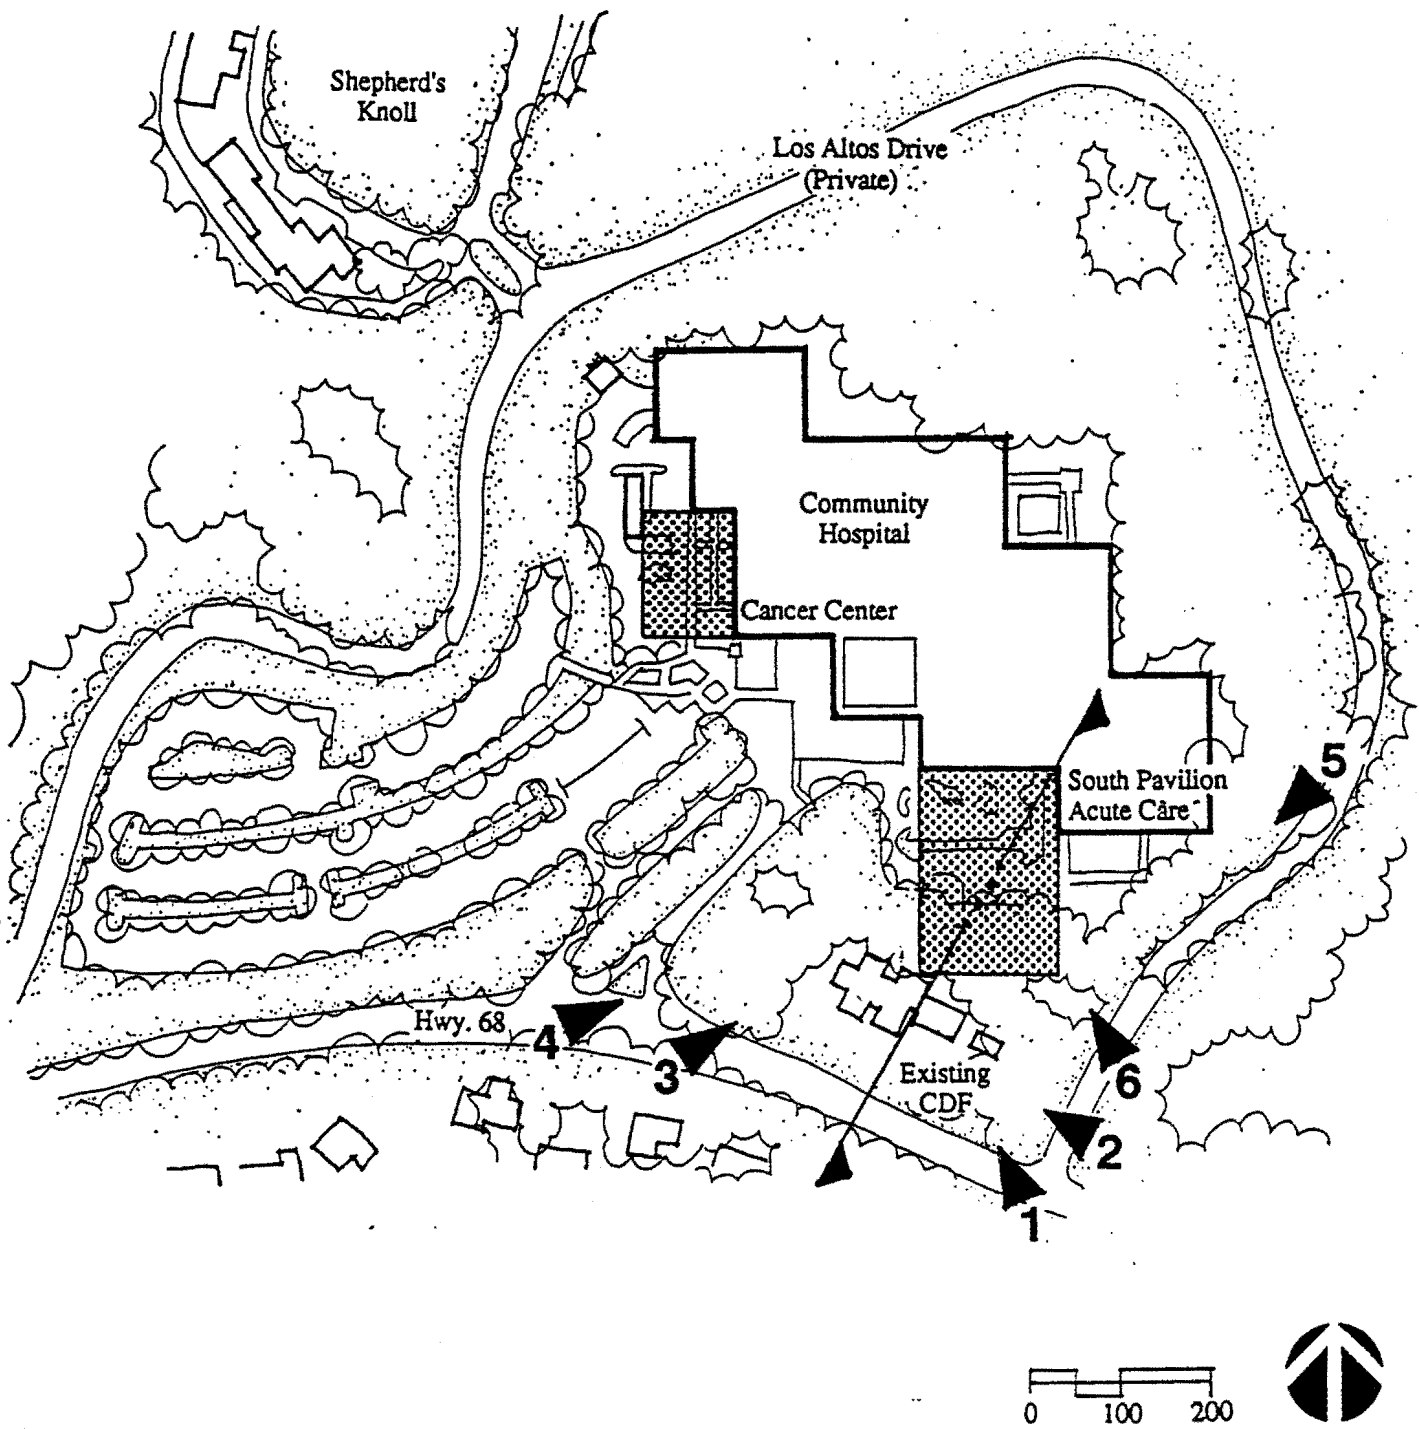 Shepherd's
Knoll
Los Altos Drive
(Private)
Community
Hospital
Cancer Center
5
South Pavilion
Acute Care
Hwy. 68
4
3
Existing
CDF
6
2
1
0 100 200